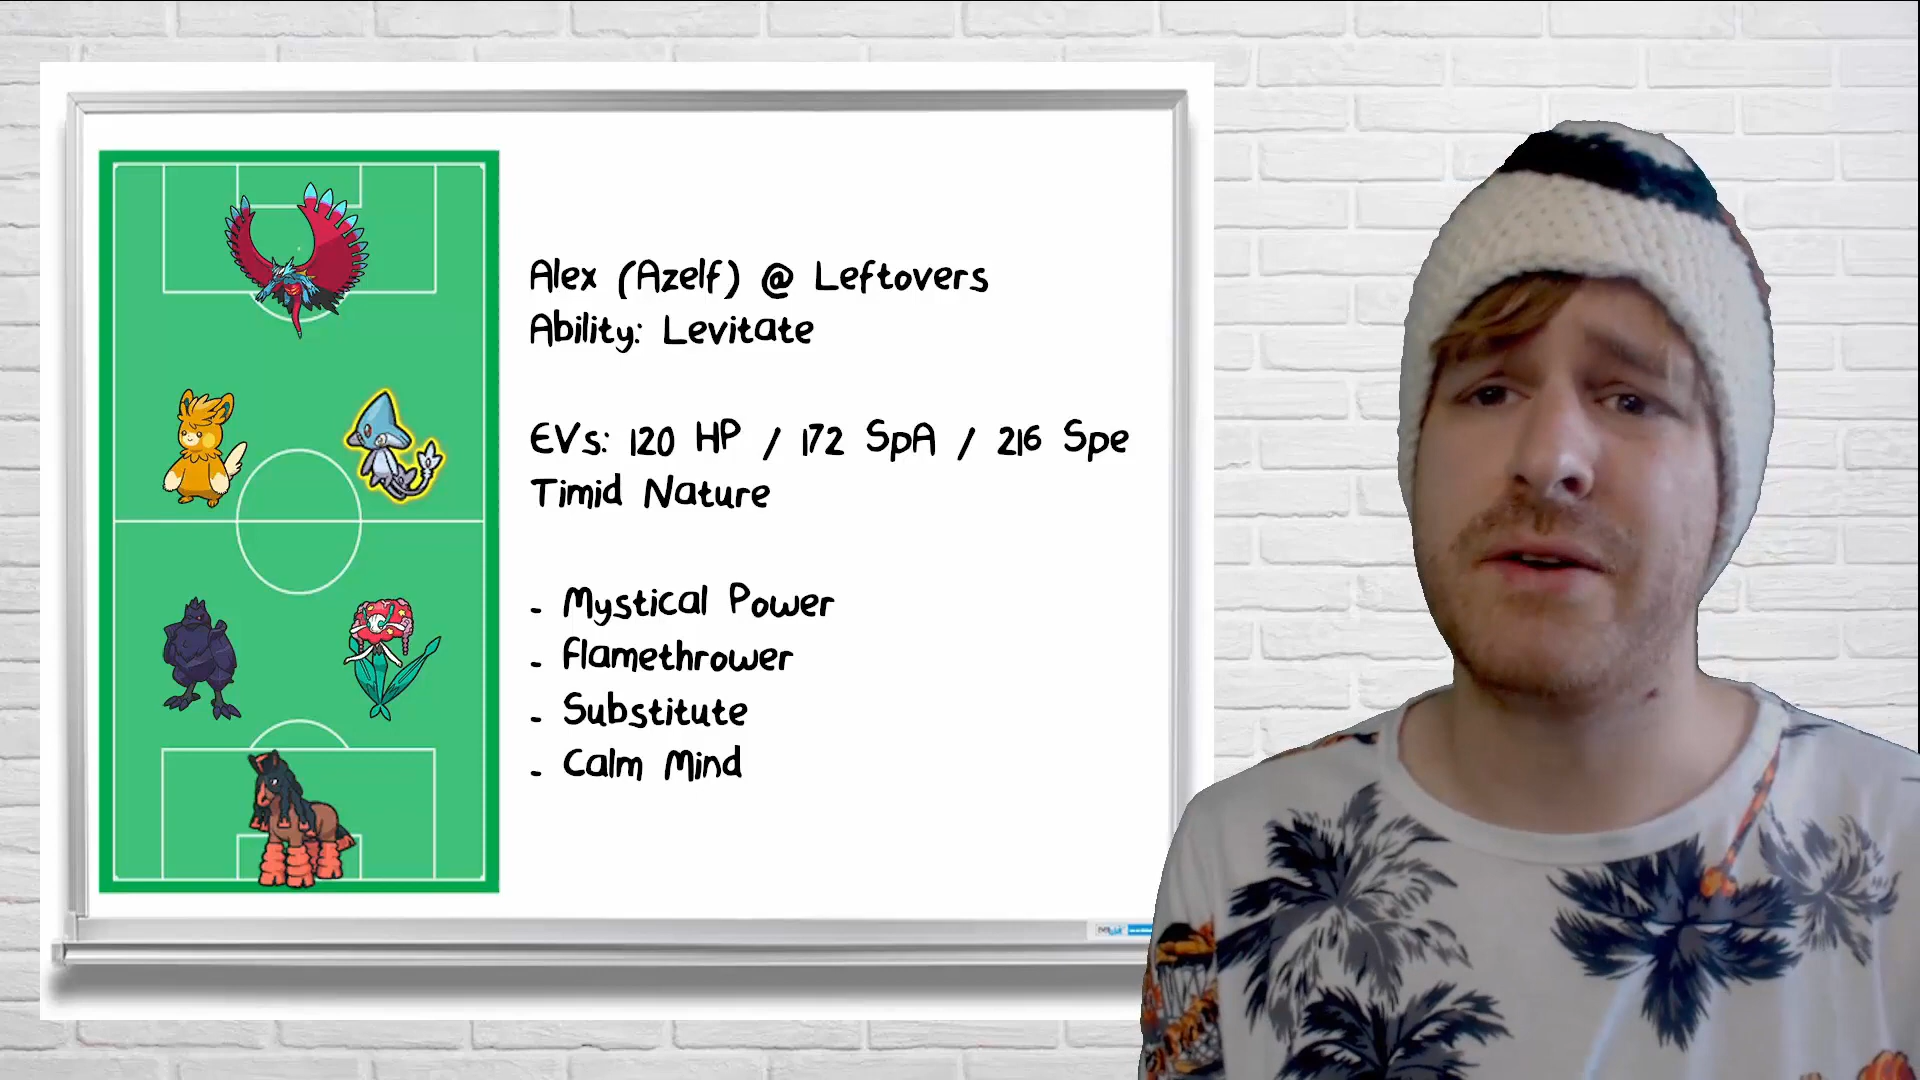 Alex (Azelf) @ Leftovers
Ability: Levitate
EVs: 120 HP / 172 SpA / 216 Spe
Timid Nature
- Mystical Power
- Flamethrower
- Substitute
- Calm Mind